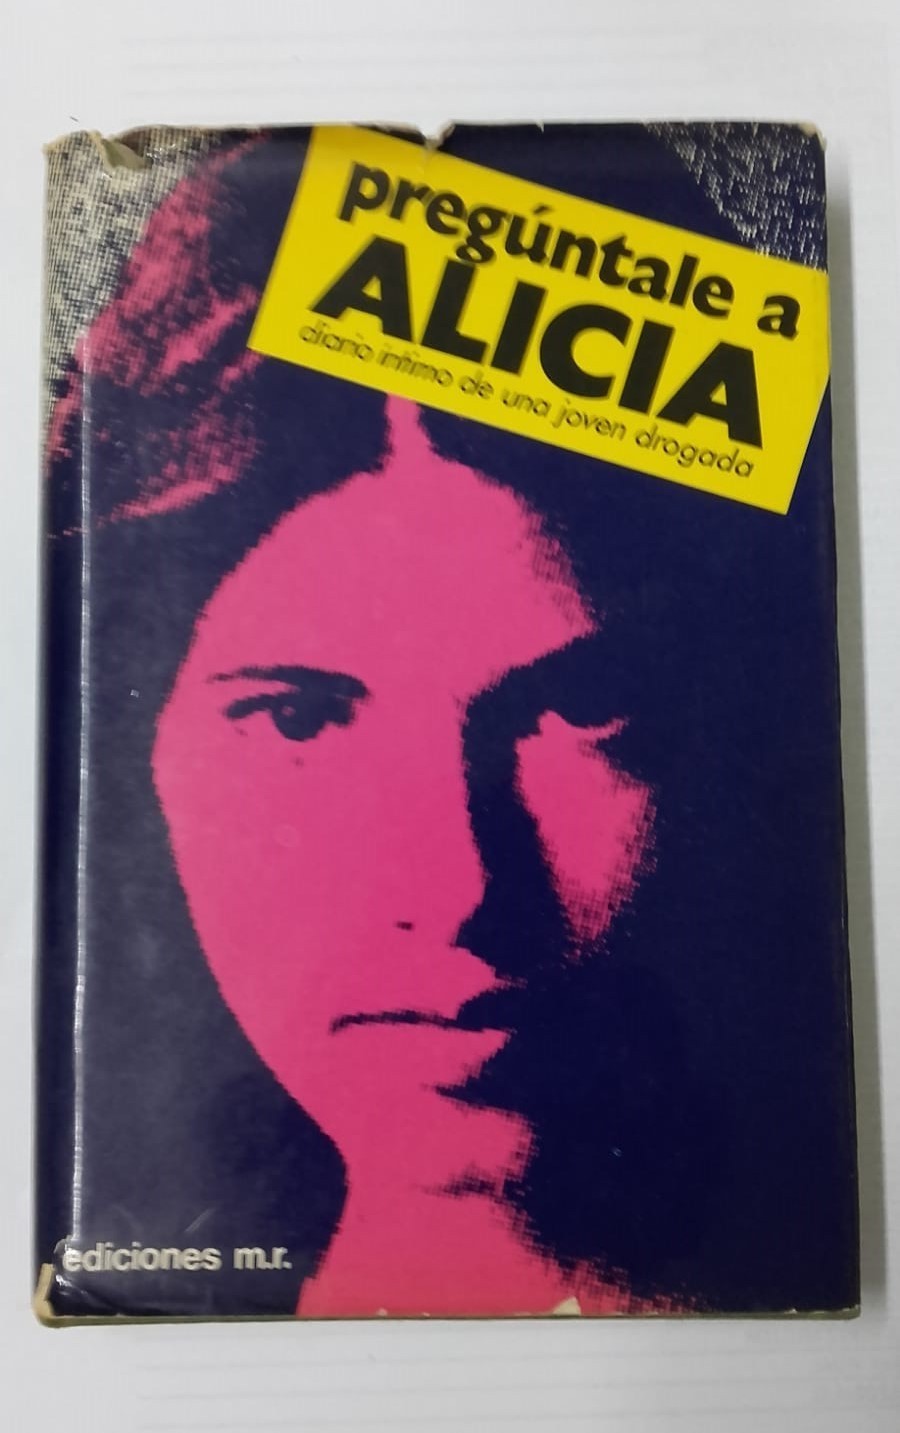 pregúntale a
ALICIA
diario íntimo de una joven drogada
ediciones m.r.